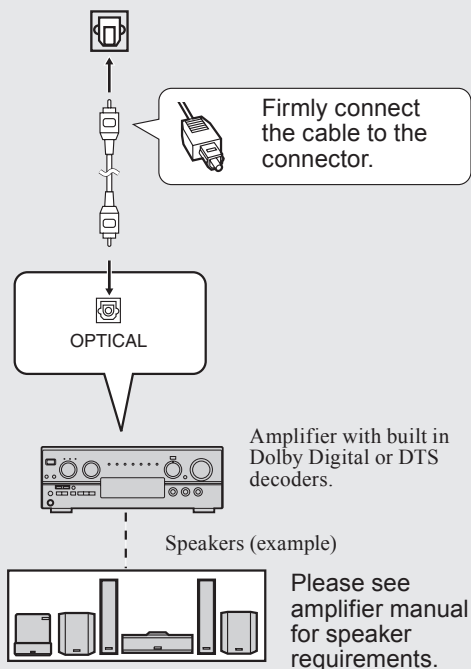 Firmly connect
the cable to the
connector.
OPTICAL
Amplifier with built in
Dolby Digital or DTS
decoders.
Speakers (example)
Please see
amplifier manual
for speaker
requirements.